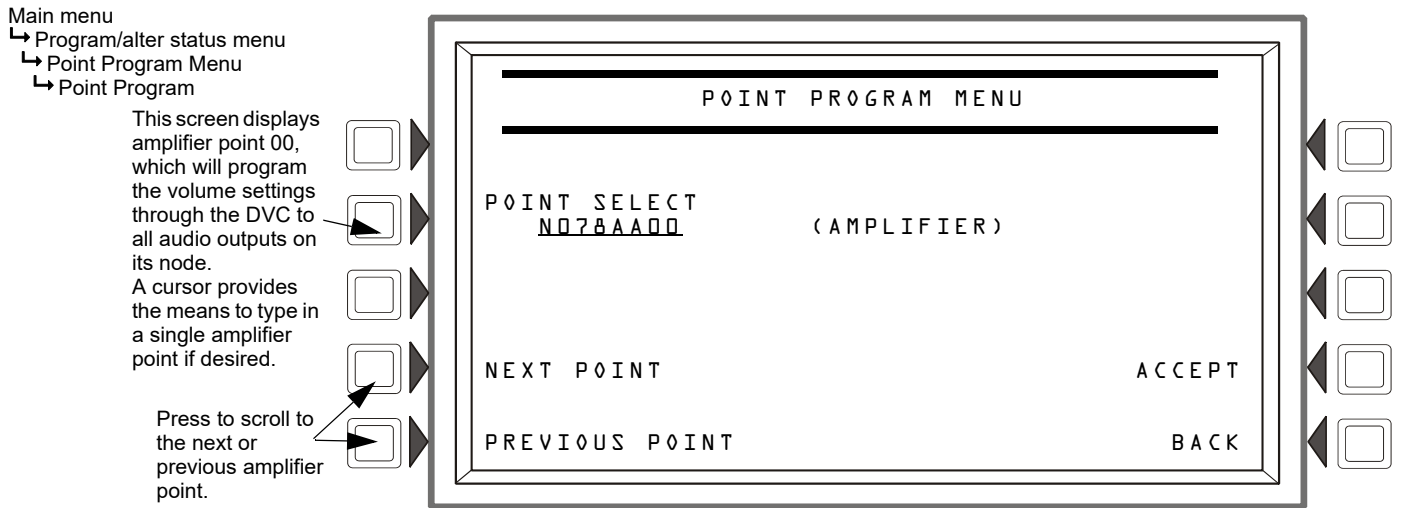 Main menu
Program/alter status menu
Point Program Menu
Point Program
This screen displays
amplifier point 00,
which will program
the volume settings
through the DVC to
all audio outputs on
its node.
A cursor provides
the means to type in
a single amplifier
point if desired.
Press to scroll to
the next or
previous amplifier
point.
POINT PROGRAM MENU
POINT SELECT
N078AA00 (AMPLIFIER)
NEXT POINT ACCEPT
PREVIOUS POINT BACK